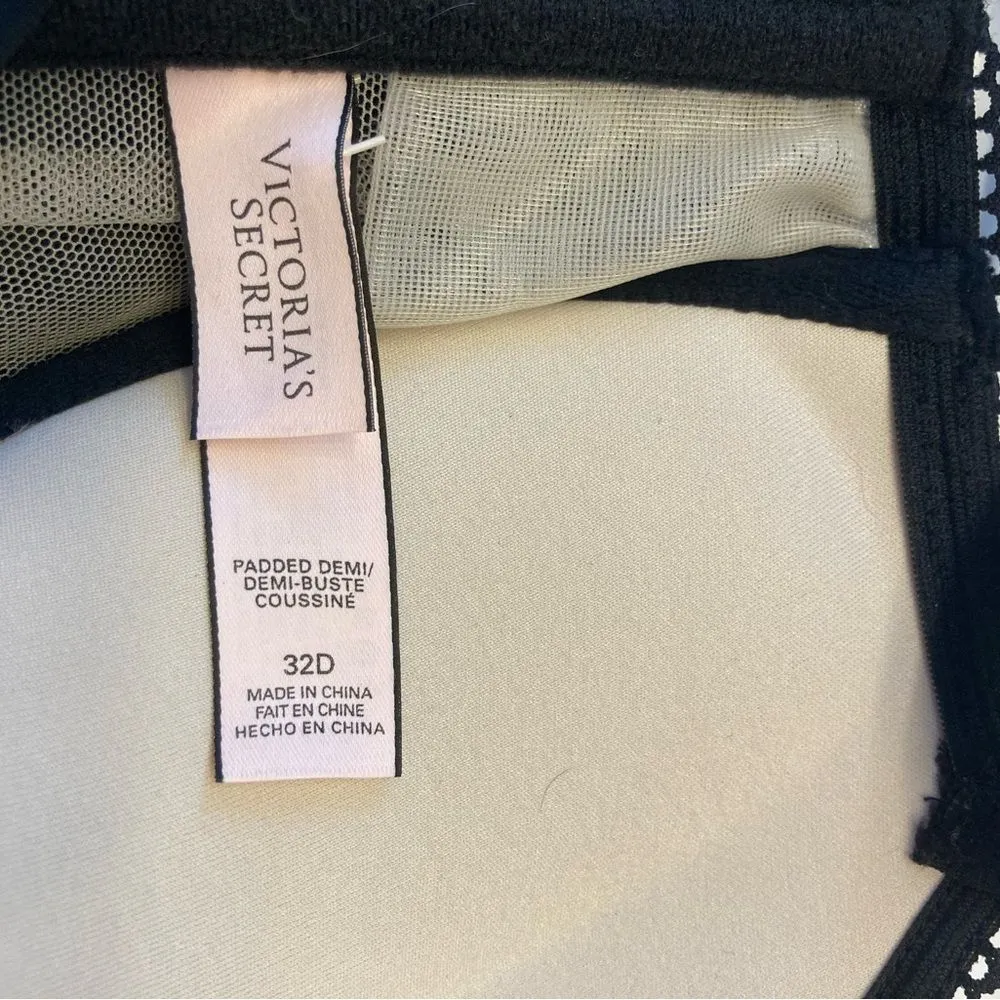 VICTORIA'S
SECRET
PADDED DEMI/
DEMI-BUSTE
COUSSINÉ
32D
MADE IN CHINA
FAIT EN CHINE
HECHO EN CHINA